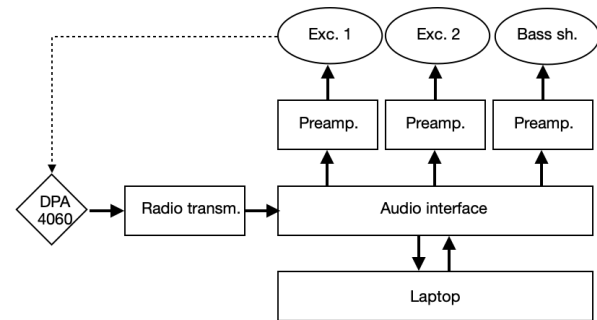 Exc. 1
Exc. 2
Bass sh.
Preamp.
Preamp.
Preamp.
DPA
4060
Radio transm.
Audio interface
Laptop